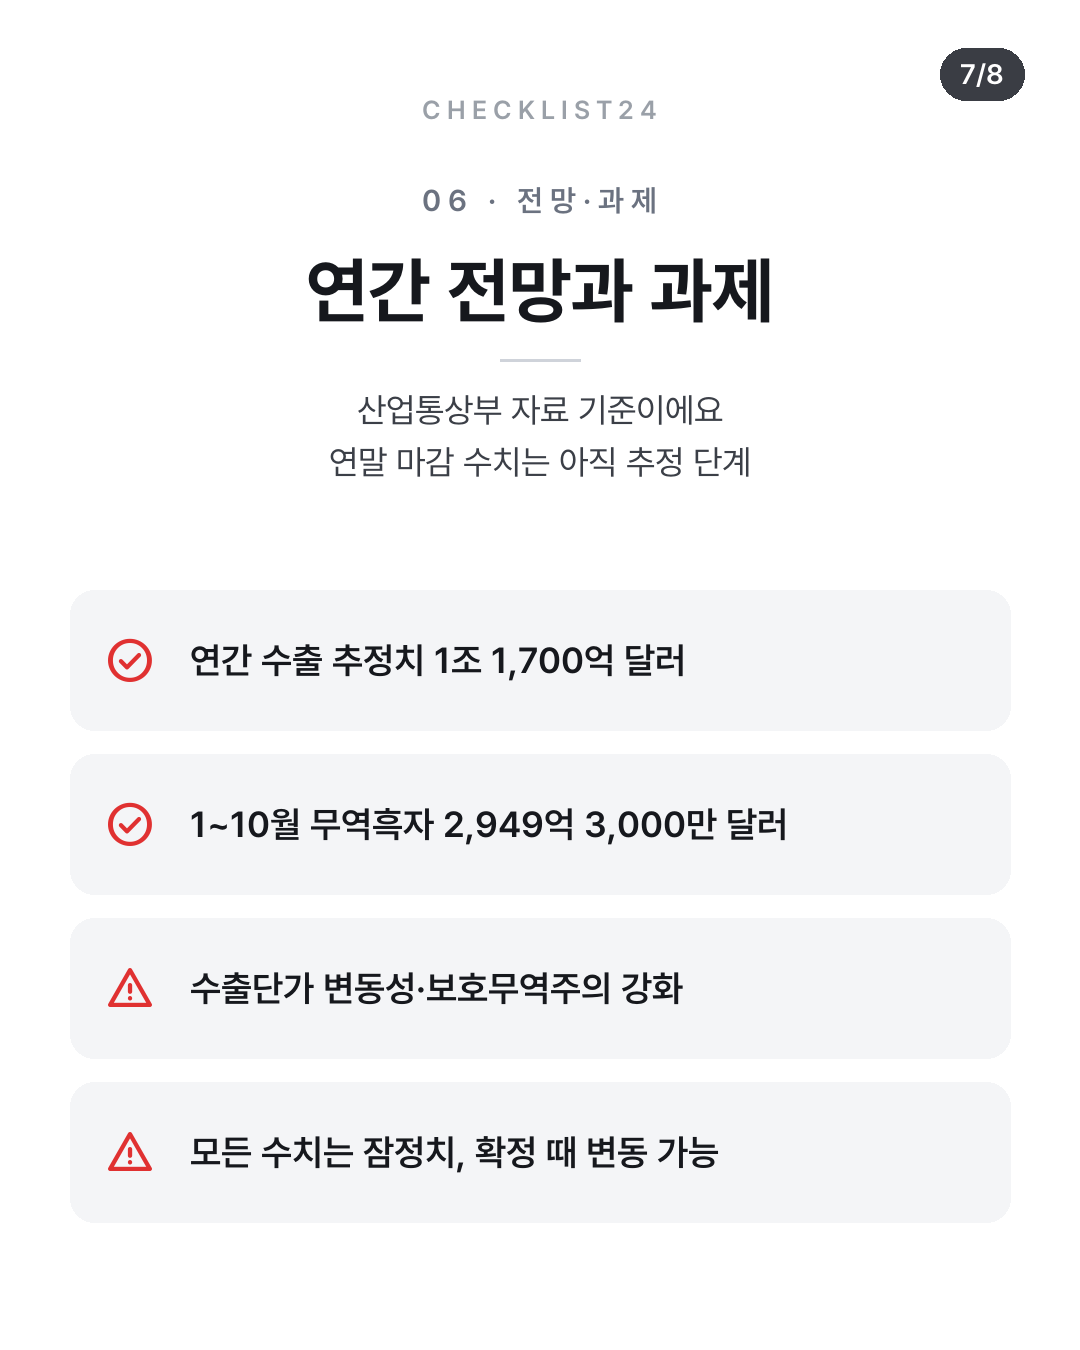 7/8
CHECKLIST24
06 · 전망·과제
연간 전망과 과제
산업통상부 자료 기준이에요
연말 마감 수치는 아직 추정 단계
연간 수출 추정치 1조 1,700억 달러
1~10월 무역흑자 2,949억 3,000만 달러
수출단가 변동성·보호무역주의 강화
모든 수치는 잠정치, 확정 때 변동 가능